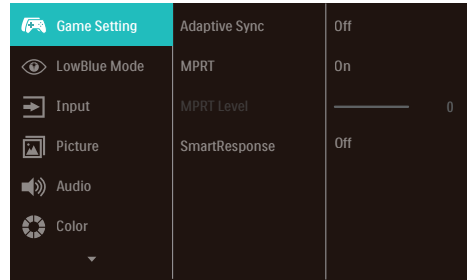 Game Setting Adaptive Sync Off
LowBlue Mode MPRT On
Input MPRT Level 0
Picture SmartResponse Off
Audio
Color